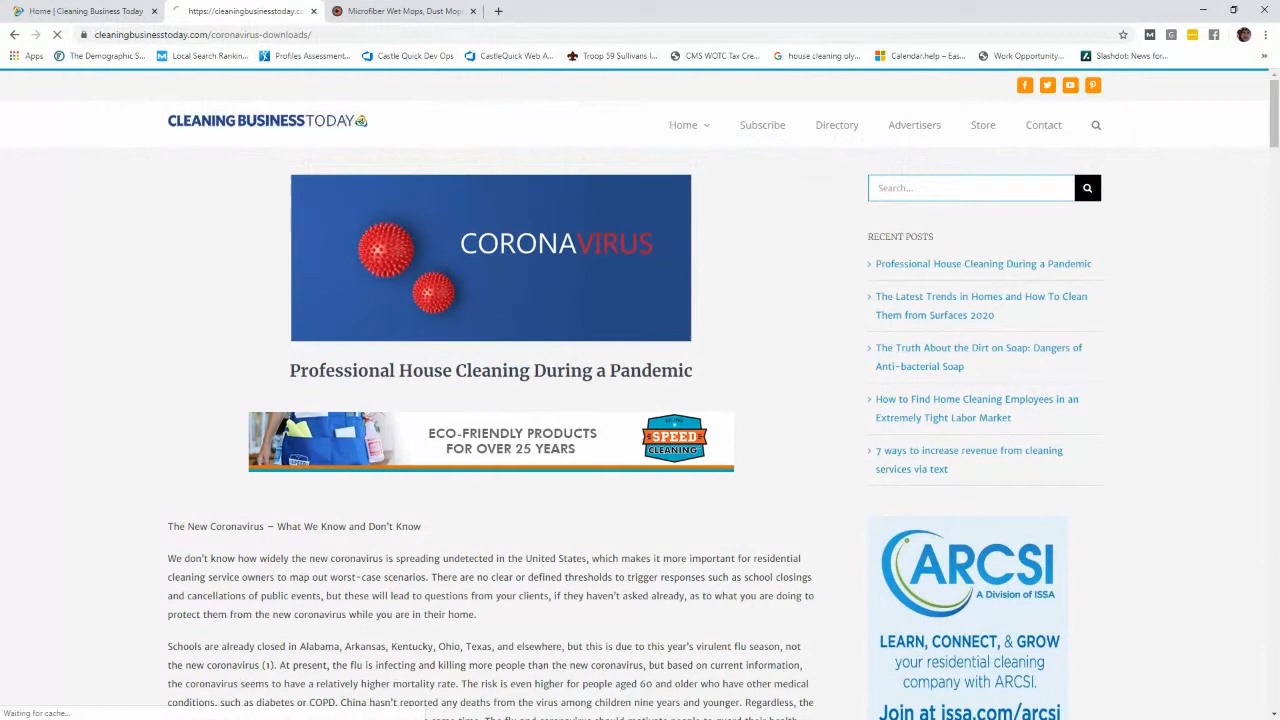 Home | Cleaning Business Today
https://cleaningbusinesstoday.co
Microfiber Wet Mops, Dust Mops
cleaningbusinesstoday.com/coronavirus-downloads/
Apps
The Demographic S...
Local Search Rankin...
Profiles Assessment...
Castle Quick Dev Ops
CastleQuick Web A...
Troop 59 Sullivans I...
CMS WOTC Tax Cre...
house cleaning oly...
Calendar.help – Eas...
Work Opportunity...
Slashdot: News for...
CLEANING BUSINESSTODAY
Home
Subscribe
Directory
Advertisers
Store
Contact
CORONAVIRUS
Professional House Cleaning During a Pandemic
ECO-FRIENDLY PRODUCTS
FOR OVER 25 YEARS
SPEED
CLEANING
The New Coronavirus – What We Know and Don't Know
We don't know how widely the new coronavirus is spreading undetected in the United States, which makes it more important for residential
cleaning service owners to map out worst-case scenarios. There are no clear or defined thresholds to trigger responses such as school closings
and cancellations of public events, but these will lead to questions from your clients, if they haven't asked already, as to what you are doing to
protect them from the new coronavirus while you are in their home.
Schools are already closed in Alabama, Arkansas, Kentucky, Ohio, Texas, and elsewhere, but this is due to this year's virulent flu season, not
the new coronavirus (1). At present, the flu is infecting and killing more people than the new coronavirus, but based on current information,
the coronavirus seems to have a relatively higher mortality rate. The risk is even higher for people aged 60 and older who have other medical
conditions, such as diabetes or COPD. China hasn't reported any deaths from the virus among children nine years and younger. Regardless, the
Search...
RECENT POSTS
Professional House Cleaning During a Pandemic
The Latest Trends in Homes and How To Clean
Them from Surfaces 2020
The Truth About the Dirt on Soap: Dangers of
Anti-bacterial Soap
How to Find Home Cleaning Employees in an
Extremely Tight Labor Market
7 ways to increase revenue from cleaning
services via text
ARCSI
A Division of ISSA
LEARN, CONNECT, & GROW
your residential cleaning
company with ARCSI.
Join at issa.com/arcsi
Waiting for cache...